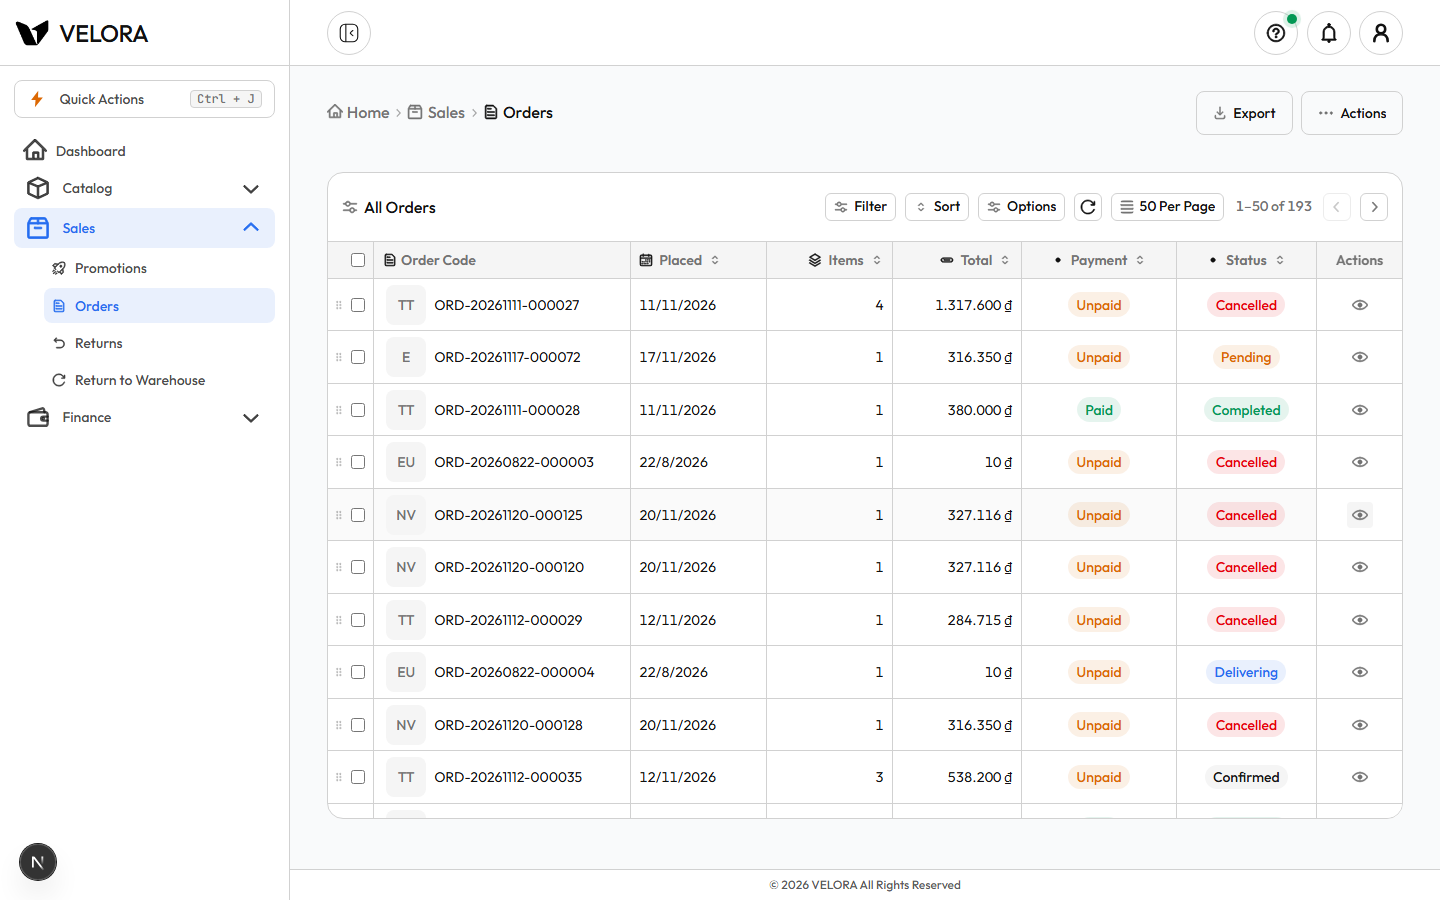 VELORA
Quick Actions Ctrl + J
Dashboard
Catalog
Sales
Promotions
Orders
Returns
Return to Warehouse
Finance
N
Home Sales Orders
Export ··· Actions
All Orders Filter Sort Options 50 Per Page 1–50 of 193
Order Code Placed Items Total Payment Status Actions
TT ORD-20261111-000027 11/11/2026 4 1.317.600 ₫ Unpaid Cancelled
E ORD-20261117-000072 17/11/2026 1 316.350 ₫ Unpaid Pending
TT ORD-20261111-000028 11/11/2026 1 380.000 ₫ Paid Completed
EU ORD-20260822-000003 22/8/2026 1 10 ₫ Unpaid Cancelled
NV ORD-20261120-000125 20/11/2026 1 327.116 ₫ Unpaid Cancelled
NV ORD-20261120-000120 20/11/2026 1 327.116 ₫ Unpaid Cancelled
TT ORD-20261112-000029 12/11/2026 1 284.715 ₫ Unpaid Cancelled
EU ORD-20260822-000004 22/8/2026 1 10 ₫ Unpaid Delivering
NV ORD-20261120-000128 20/11/2026 1 316.350 ₫ Unpaid Cancelled
TT ORD-20261112-000035 12/11/2026 3 538.200 ₫ Unpaid Confirmed
© 2026 VELORA All Rights Reserved